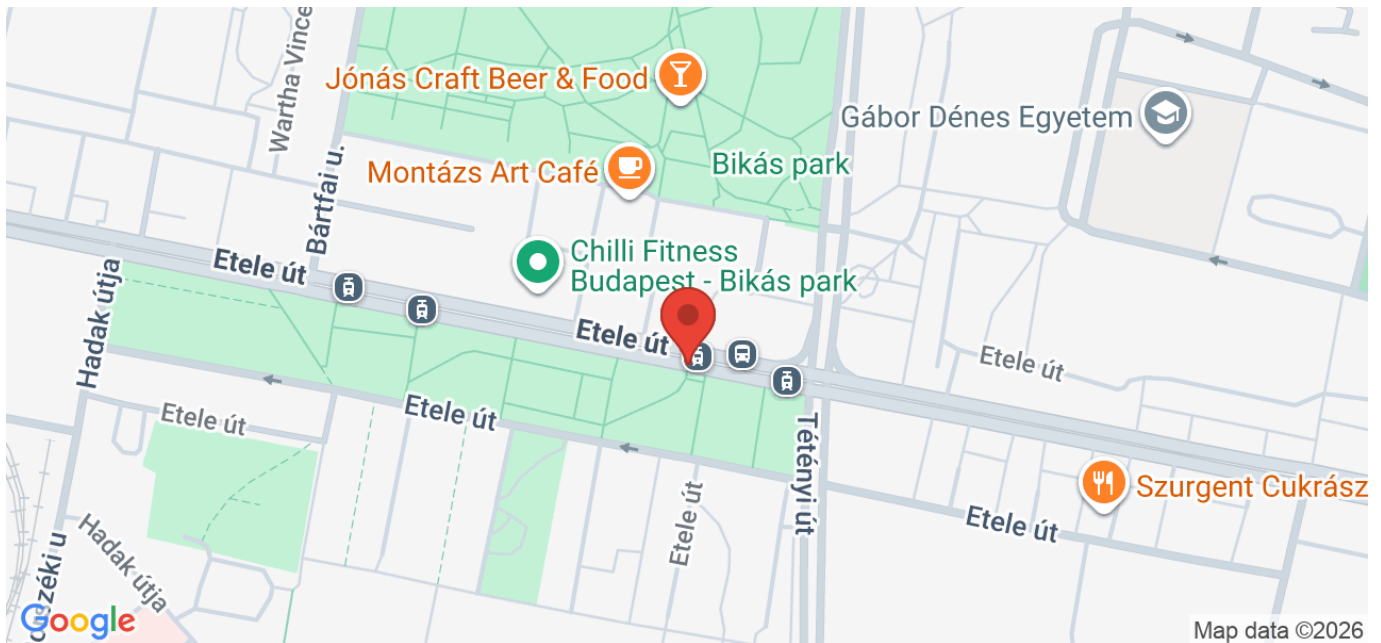 Wartha Vince
Jónás Craft Beer & Food
Gábor Dénes Egyetem
Montázs Art Café
Bikás park
Bártfai u.
Chilli Fitness
Budapest - Bikás park
Etele út
Hadak útja
Etele út
Etele út
Etele út
Etele út
Tétényi út
Szurgent Cukrász
Etele út
Etele út
Hadak útja
Google
Map data ©2026